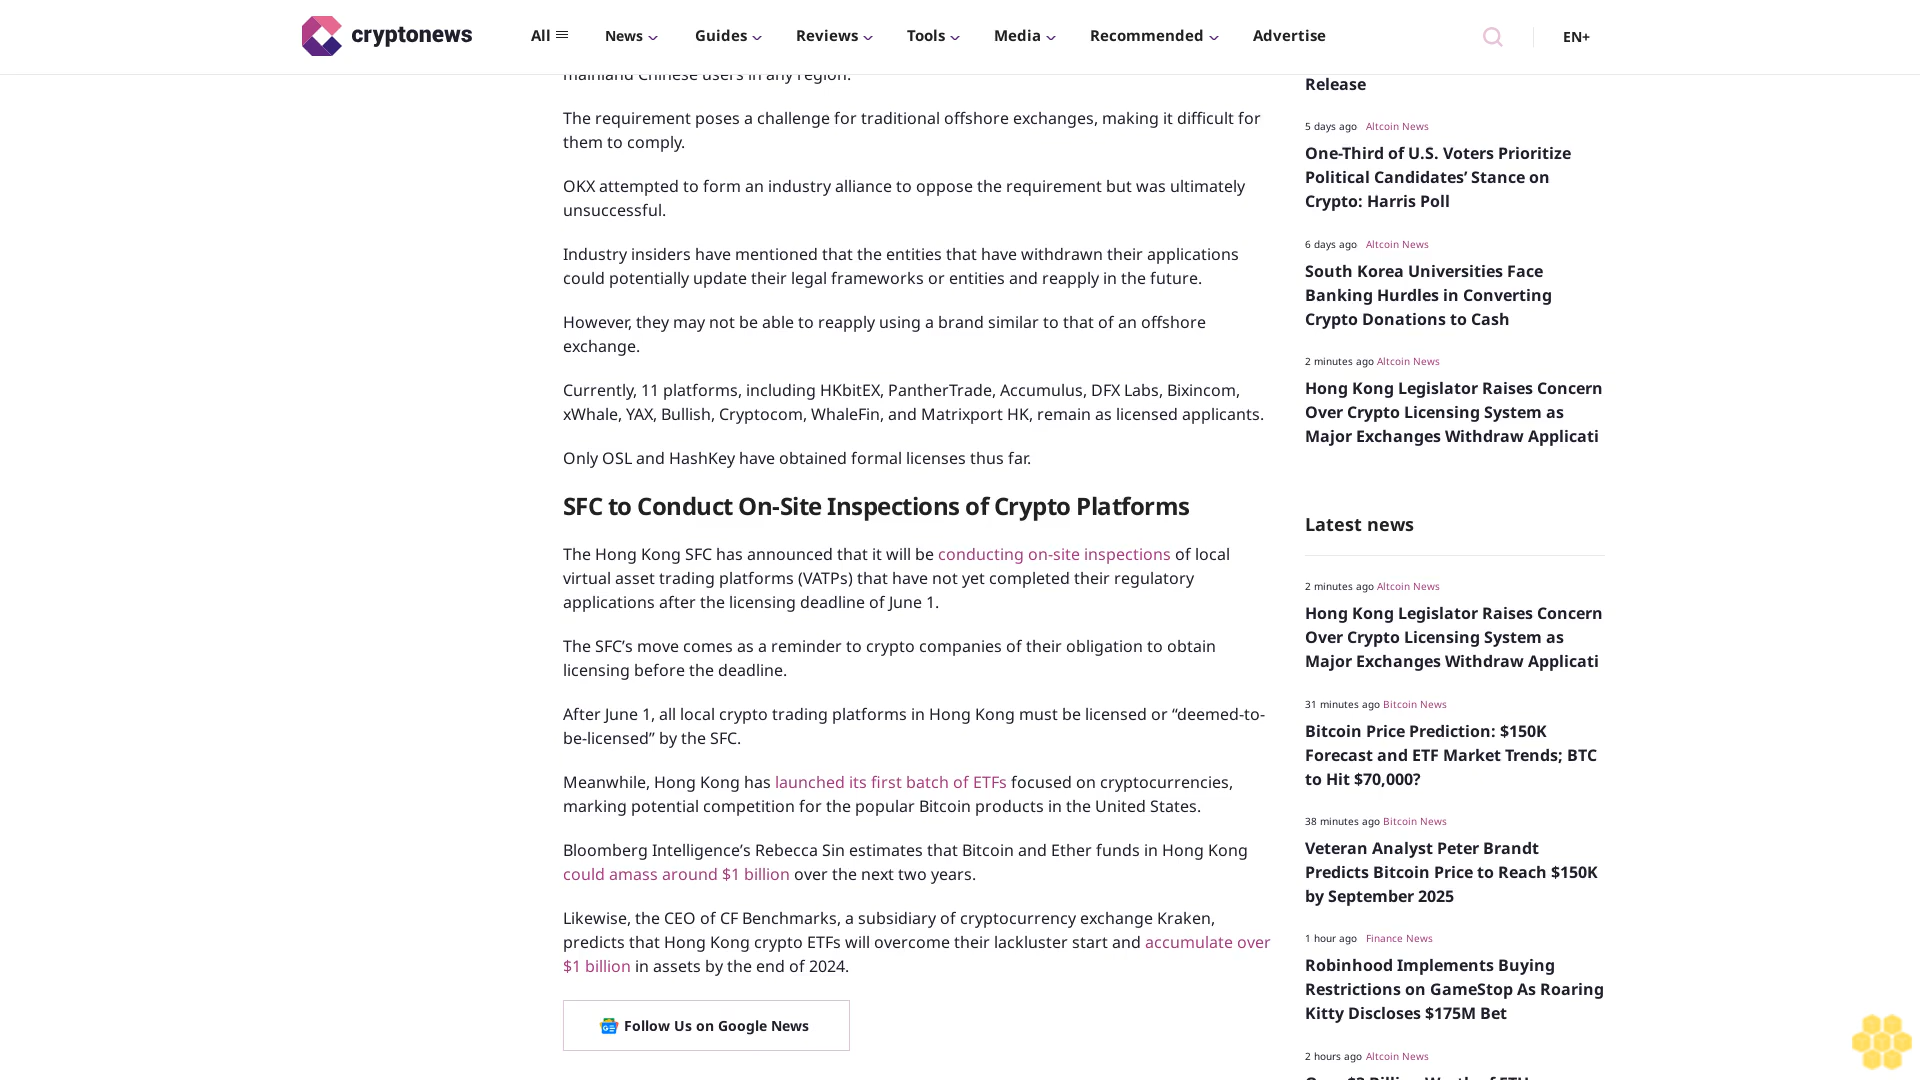 cryptonews
All
News
Guides
Reviews
Tools
Media
Recommended
Advertise
EN+
mainland Chinese users in any region.
The requirement poses a challenge for traditional offshore exchanges, making it difficult for
them to comply.
OKX attempted to form an industry alliance to oppose the requirement but was ultimately
unsuccessful.
Industry insiders have mentioned that the entities that have withdrawn their applications
could potentially update their legal frameworks or entities and reapply in the future.
However, they may not be able to reapply using a brand similar to that of an offshore
exchange.
Currently, 11 platforms, including HKbitEX, PantherTrade, Accumulus, DFX Labs, Bixincom,
xWhale, YAX, Bullish, Cryptocom, WhaleFin, and Matrixport HK, remain as licensed applicants.
Only OSL and HashKey have obtained formal licenses thus far.
SFC to Conduct On-Site Inspections of Crypto Platforms
The Hong Kong SFC has announced that it will be conducting on-site inspections of local
virtual asset trading platforms (VATPs) that have not yet completed their regulatory
applications after the licensing deadline of June 1.
The SFC’s move comes as a reminder to crypto companies of their obligation to obtain
licensing before the deadline.
After June 1, all local crypto trading platforms in Hong Kong must be licensed or “deemed-to-
be-licensed” by the SFC.
Meanwhile, Hong Kong has launched its first batch of ETFs focused on cryptocurrencies,
marking potential competition for the popular Bitcoin products in the United States.
Bloomberg Intelligence’s Rebecca Sin estimates that Bitcoin and Ether funds in Hong Kong
could amass around $1 billion over the next two years.
Likewise, the CEO of CF Benchmarks, a subsidiary of cryptocurrency exchange Kraken,
predicts that Hong Kong crypto ETFs will overcome their lackluster start and accumulate over
$1 billion in assets by the end of 2024.
Follow Us on Google News
Release
5 days ago Altcoin News
One-Third of U.S. Voters Prioritize
Political Candidates’ Stance on
Crypto: Harris Poll
6 days ago Altcoin News
South Korea Universities Face
Banking Hurdles in Converting
Crypto Donations to Cash
2 minutes ago Altcoin News
Hong Kong Legislator Raises Concern
Over Crypto Licensing System as
Major Exchanges Withdraw Applicati
Latest news
2 minutes ago Altcoin News
Hong Kong Legislator Raises Concern
Over Crypto Licensing System as
Major Exchanges Withdraw Applicati
31 minutes ago Bitcoin News
Bitcoin Price Prediction: $150K
Forecast and ETF Market Trends; BTC
to Hit $70,000?
38 minutes ago Bitcoin News
Veteran Analyst Peter Brandt
Predicts Bitcoin Price to Reach $150K
by September 2025
1 hour ago Finance News
Robinhood Implements Buying
Restrictions on GameStop As Roaring
Kitty Discloses $175M Bet
2 hours ago Altcoin News